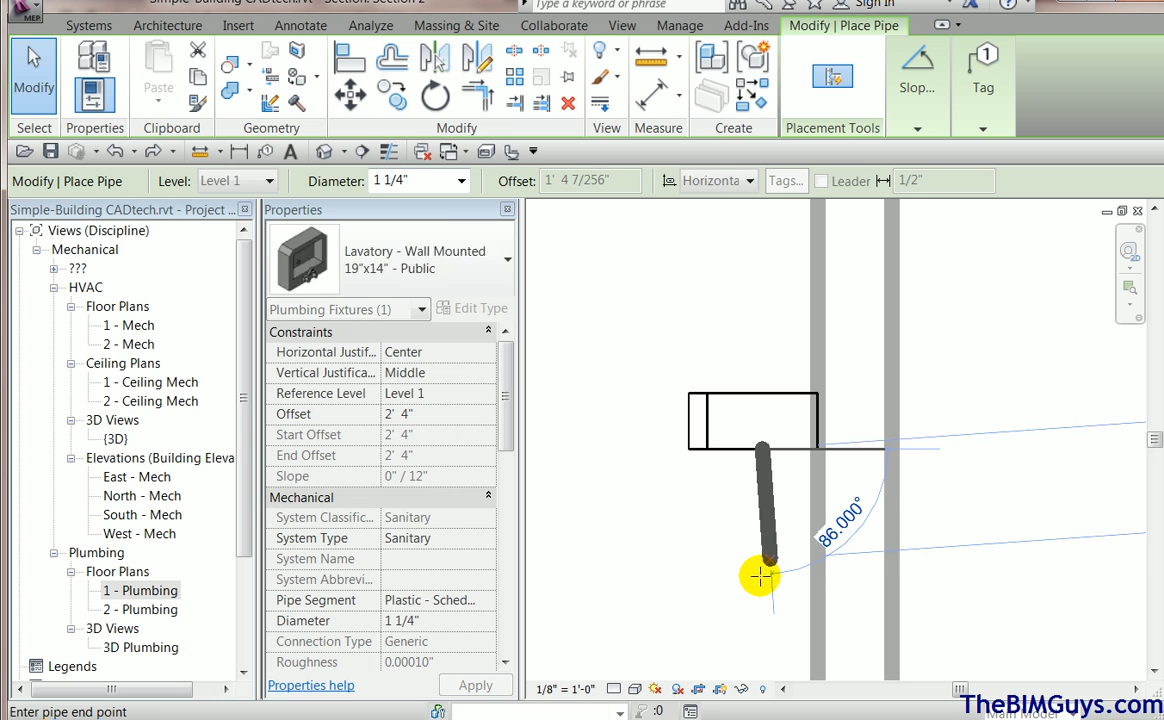 Simple-Building CADtech.rvt - Section: Section 2
Type a keyword or phrase
Sign In
MEP
Systems Architecture Insert Annotate Analyze Massing & Site Collaborate View Manage Add-Ins Modify | Place Pipe
Modify
Paste
Slop...
1
Tag
Select Properties Clipboard Geometry Modify View Measure Create Placement Tools
A
Modify | Place Pipe Level: Level 1 Diameter: 1 1/4" Offset: 1' 4 7/256" Horizonta Tags... Leader 1/2"
Simple-Building CADtech.rvt - Project ...
Views (Discipline)
Mechanical
???
HVAC
Floor Plans
1 - Mech
2 - Mech
Ceiling Plans
1 - Ceiling Mech
2 - Ceiling Mech
3D Views
{3D}
Elevations (Building Eleva
East - Mech
North - Mech
South - Mech
West - Mech
Plumbing
Floor Plans
1 - Plumbing
2 - Plumbing
3D Views
3D Plumbing
Legends
Properties
Lavatory - Wall Mounted
19"x14" - Public
Plumbing Fixtures (1) Edit Type
Constraints
Horizontal Justif... Center
Vertical Justifica... Middle
Reference Level Level 1
Offset 2' 4"
Start Offset 2' 4"
End Offset 2' 4"
Slope 0" / 12"
Mechanical
System Classific... Sanitary
System Type Sanitary
System Name
System Abbrevi...
Pipe Segment Plastic - Sched...
Diameter 1 1/4"
Connection Type Generic
Roughness 0.00010"
Properties help Apply
2D
86.000°
1/8" = 1'-0"
Enter pipe end point
:0
Main Model
TheBIMGuys.com